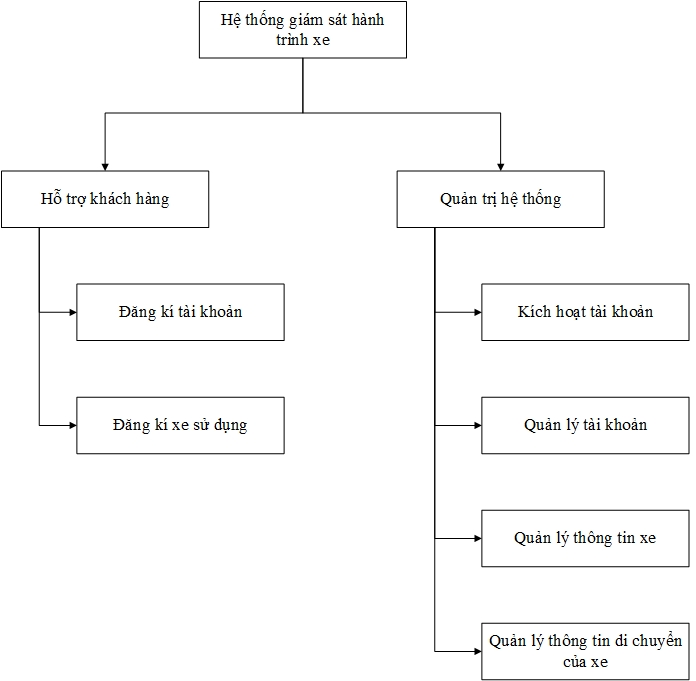 Hệ thống giám sát hành
trình xe
Hỗ trợ khách hàng
Quản trị hệ thống
Đăng kí tài khoản
Kích hoạt tài khoản
Đăng kí xe sử dụng
Quản lý tài khoản
Quản lý thông tin xe
Quản lý thông tin di chuyển
của xe